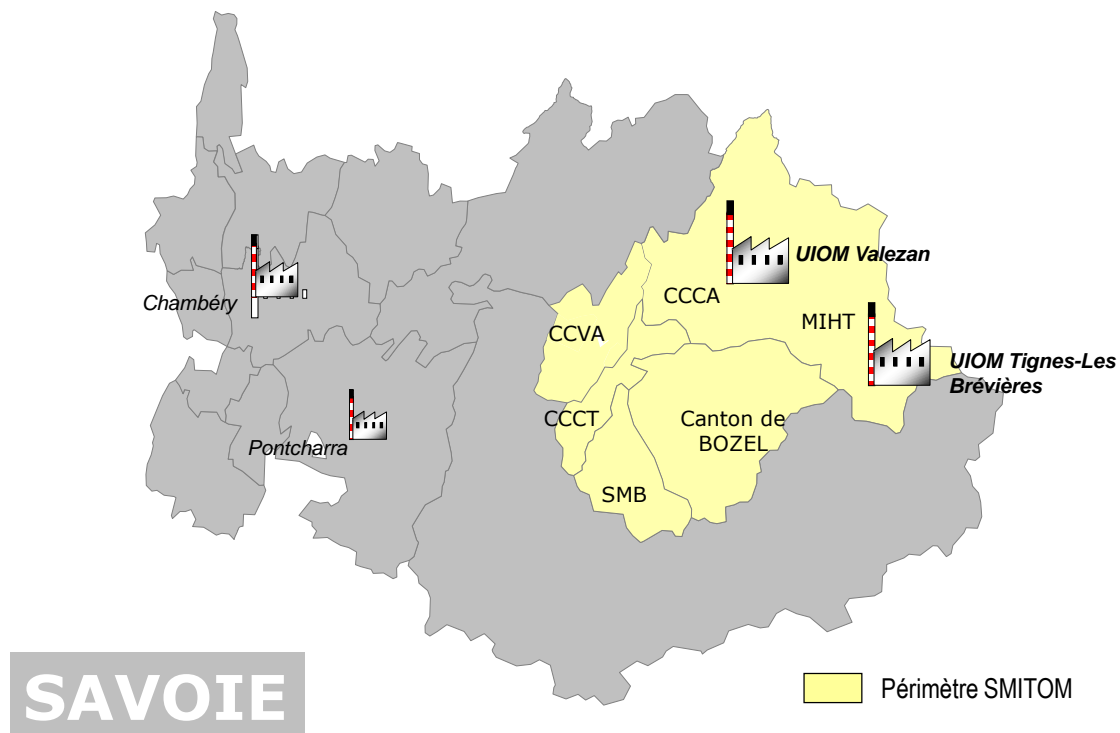 UIOM Valezan
CCCA
Chambéry
MIHT
CCVA
UIOM Tignes-Les
Brévières
CCCT
Canton de
BOZEL
Pontcharra
SMB
SAVOIE
Périmètre SMITOM